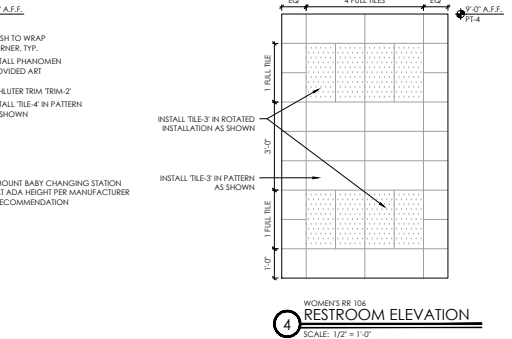 A.F.F.
SH TO WRAP
ORNER, TYP.
TALL PHANOMEN
OVIDED ART
HLUTER TRIM 'TRIM-2'
TALL 'TILE-4' IN PATTERN
SHOWN
MOUNT BABY CHANGING STATION
AT ADA HEIGHT PER MANUFACTURER
ECOMMENDATION
EQ
4 FULL TILES
EQ
9'-0" A.F.F.
PT-4
1 FULL TILE
INSTALL 'TILE-3' IN ROTATED
INSTALLATION AS SHOWN
3'-0"
INSTALL 'TILE-3' IN PATTERN
AS SHOWN
1 FULL TILE
1'-0"
4
WOMEN'S RR 106
RESTROOM ELEVATION
SCALE: 1/2" = 1'-0"